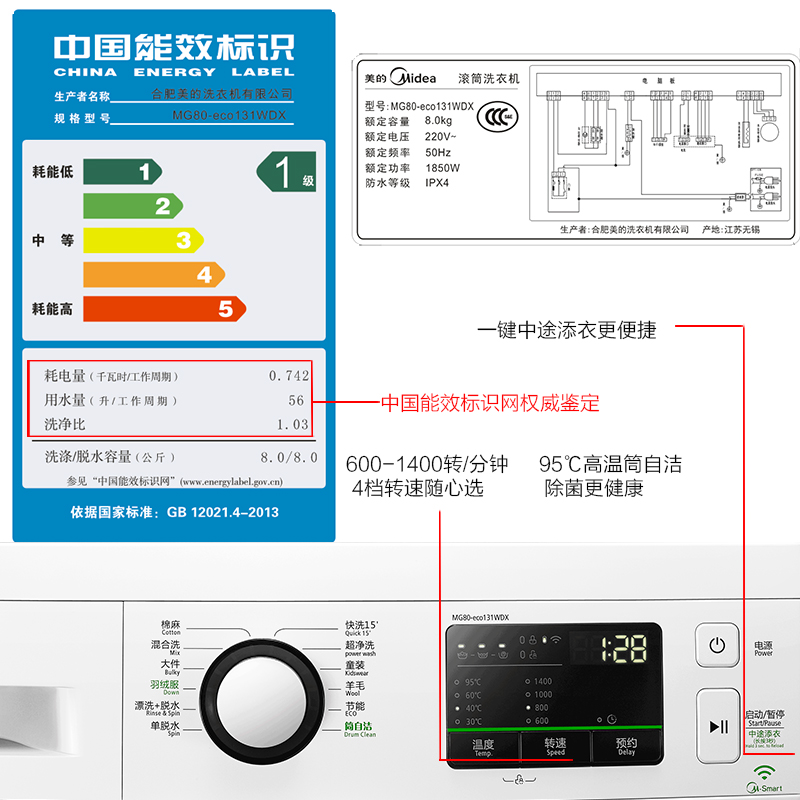 中国能效标识
CHINA ENERGY LABEL
生产者名称 合肥美的洗衣机有限公司
规格型号 MG80-eco131WDX
耗能低
中 等
耗能高
1
2
3
4
5
1级
耗电量(千瓦时/工作周期) 0.742
用水量(升/工作周期) 56
洗净比 1.03
洗涤/脱水容量(公斤) 8.0/8.0
参见“中国能效标识网”(www.energylabel.gov.cn)
依据国家标准: GB 12021.4-2013
美的 Midea 滚筒洗衣机
型号: MG80-eco131WDX
额定容量 8.0kg
额定电压 220V~
额定频率 50Hz
额定功率 1850W
防水等级 IPX4
电脑板
生产者: 合肥美的洗衣机有限公司 产地: 江苏无锡
一键中途添衣更便捷
中国能效标识网权威鉴定
600-1400转/分钟
4档转速随心选
95℃高温筒自洁
除菌更健康
棉麻
Cotton
混合洗
Mix
大件
Bulky
羽绒服
Down
漂洗+脱水
Rinse & Spin
单脱水
Spin
快洗15'
Quick 15'
超净洗
power wash
童装
Kidswear
羊毛
Wool
节能
ECO
筒自洁
Drum Clean
MG80-eco131WDX
1:28
95℃
60℃
40℃
30℃
1400
1000
800
600
温度
Temp.
转速
Speed
预约
Delay
电源
Power
启动/暂停
Start/Pause
中途添衣
(长按3秒)
Hold 3 sec. to Reload
M-Smart